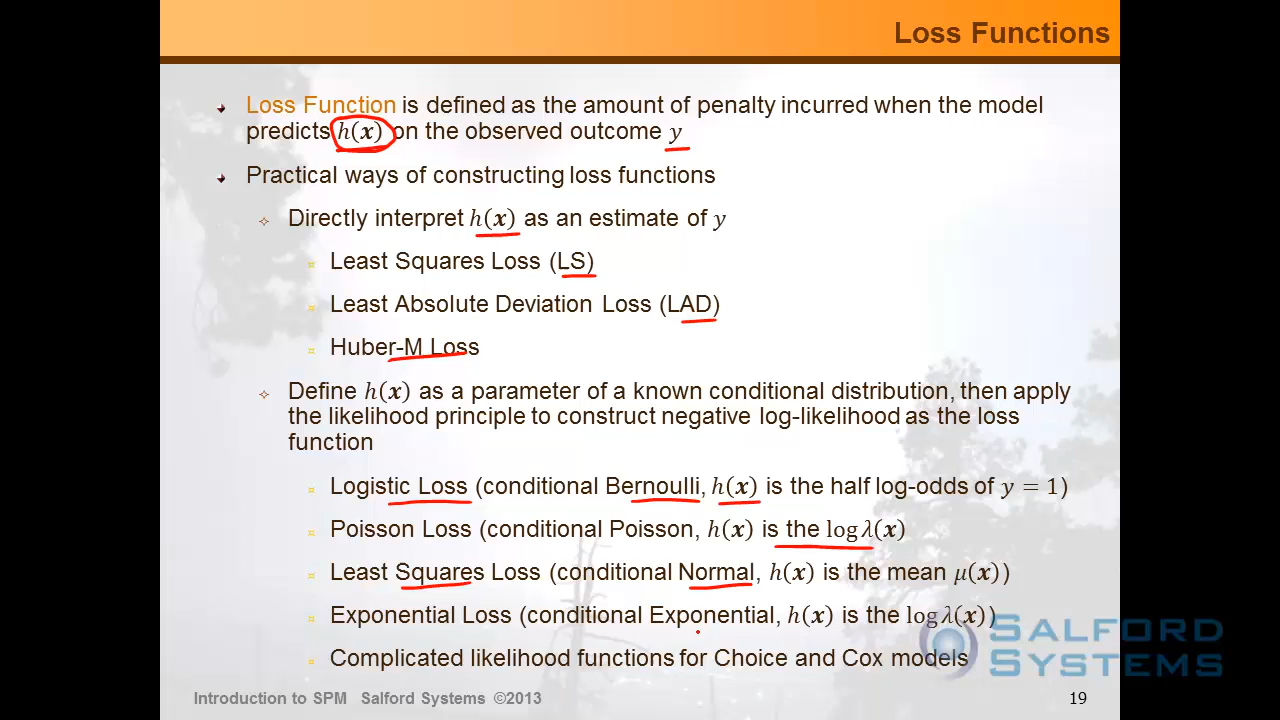 Loss Functions
Loss Function is defined as the amount of penalty incurred when the model
predicts h(x) on the observed outcome y
Practical ways of constructing loss functions
Directly interpret h(x) as an estimate of y
Least Squares Loss (LS)
Least Absolute Deviation Loss (LAD)
Huber-M Loss
Define h(x) as a parameter of a known conditional distribution, then apply
the likelihood principle to construct negative log-likelihood as the loss
function
Logistic Loss (conditional Bernoulli, h(x) is the half log-odds of y = 1)
Poisson Loss (conditional Poisson, h(x) is the log λ(x)
Least Squares Loss (conditional Normal, h(x) is the mean μ(x))
Exponential Loss (conditional Exponential, h(x) is the log λ(x))
Complicated likelihood functions for Choice and Cox models
SALFORD
SYSTEMS
Introduction to SPM Salford Systems ©2013
19